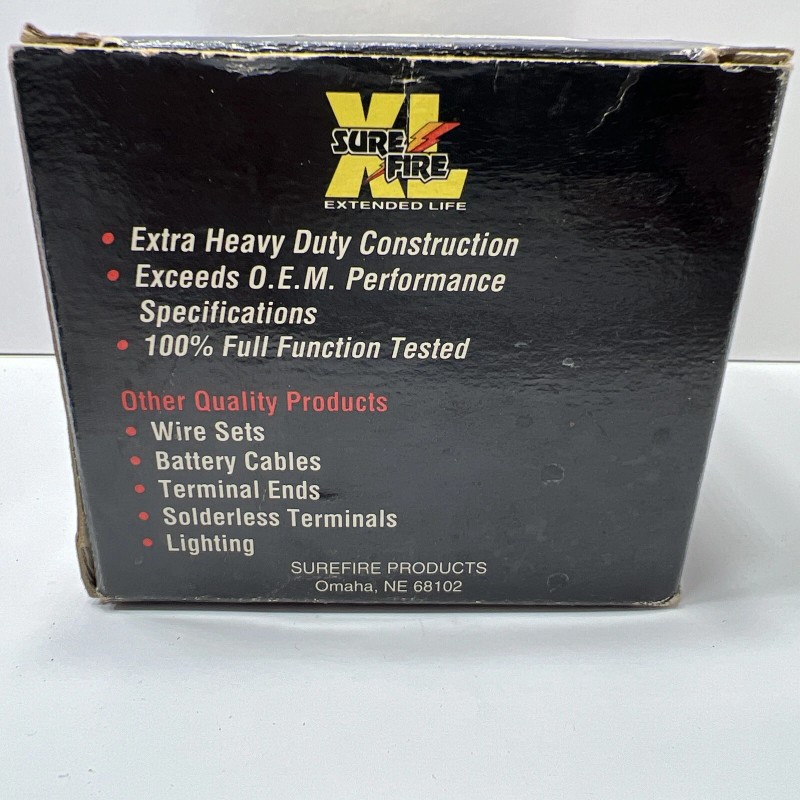 XL
SURE
FIRE
EXTENDED LIFE
• Extra Heavy Duty Construction
• Exceeds O.E.M. Performance
Specifications
• 100% Full Function Tested
Other Quality Products
• Wire Sets
• Battery Cables
• Terminal Ends
• Solderless Terminals
• Lighting
SUREFIRE PRODUCTS
Omaha, NE 68102